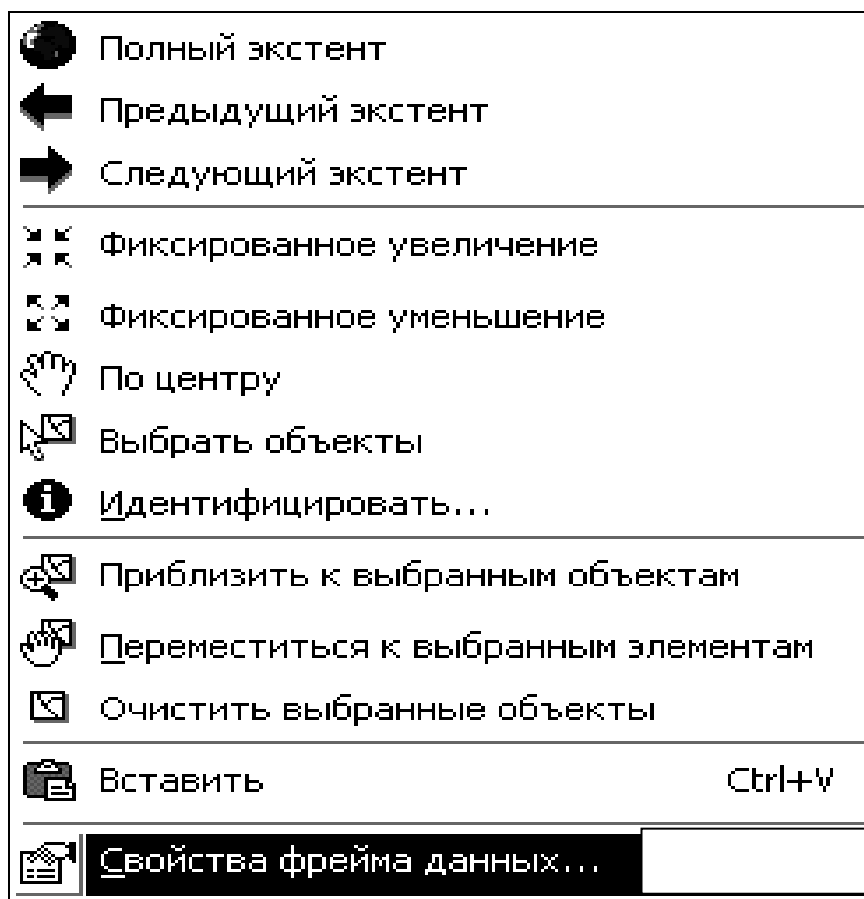 Полный экстент
Предыдущий экстент
Следующий экстент
Фиксированное увеличение
Фиксированное уменьшение
По центру
Выбрать объекты
Идентифицировать...
Приблизить к выбранным объектам
Переместиться к выбранным элементам
Очистить выбранные объекты
Вставить Ctrl+V
Свойства фрейма данных...